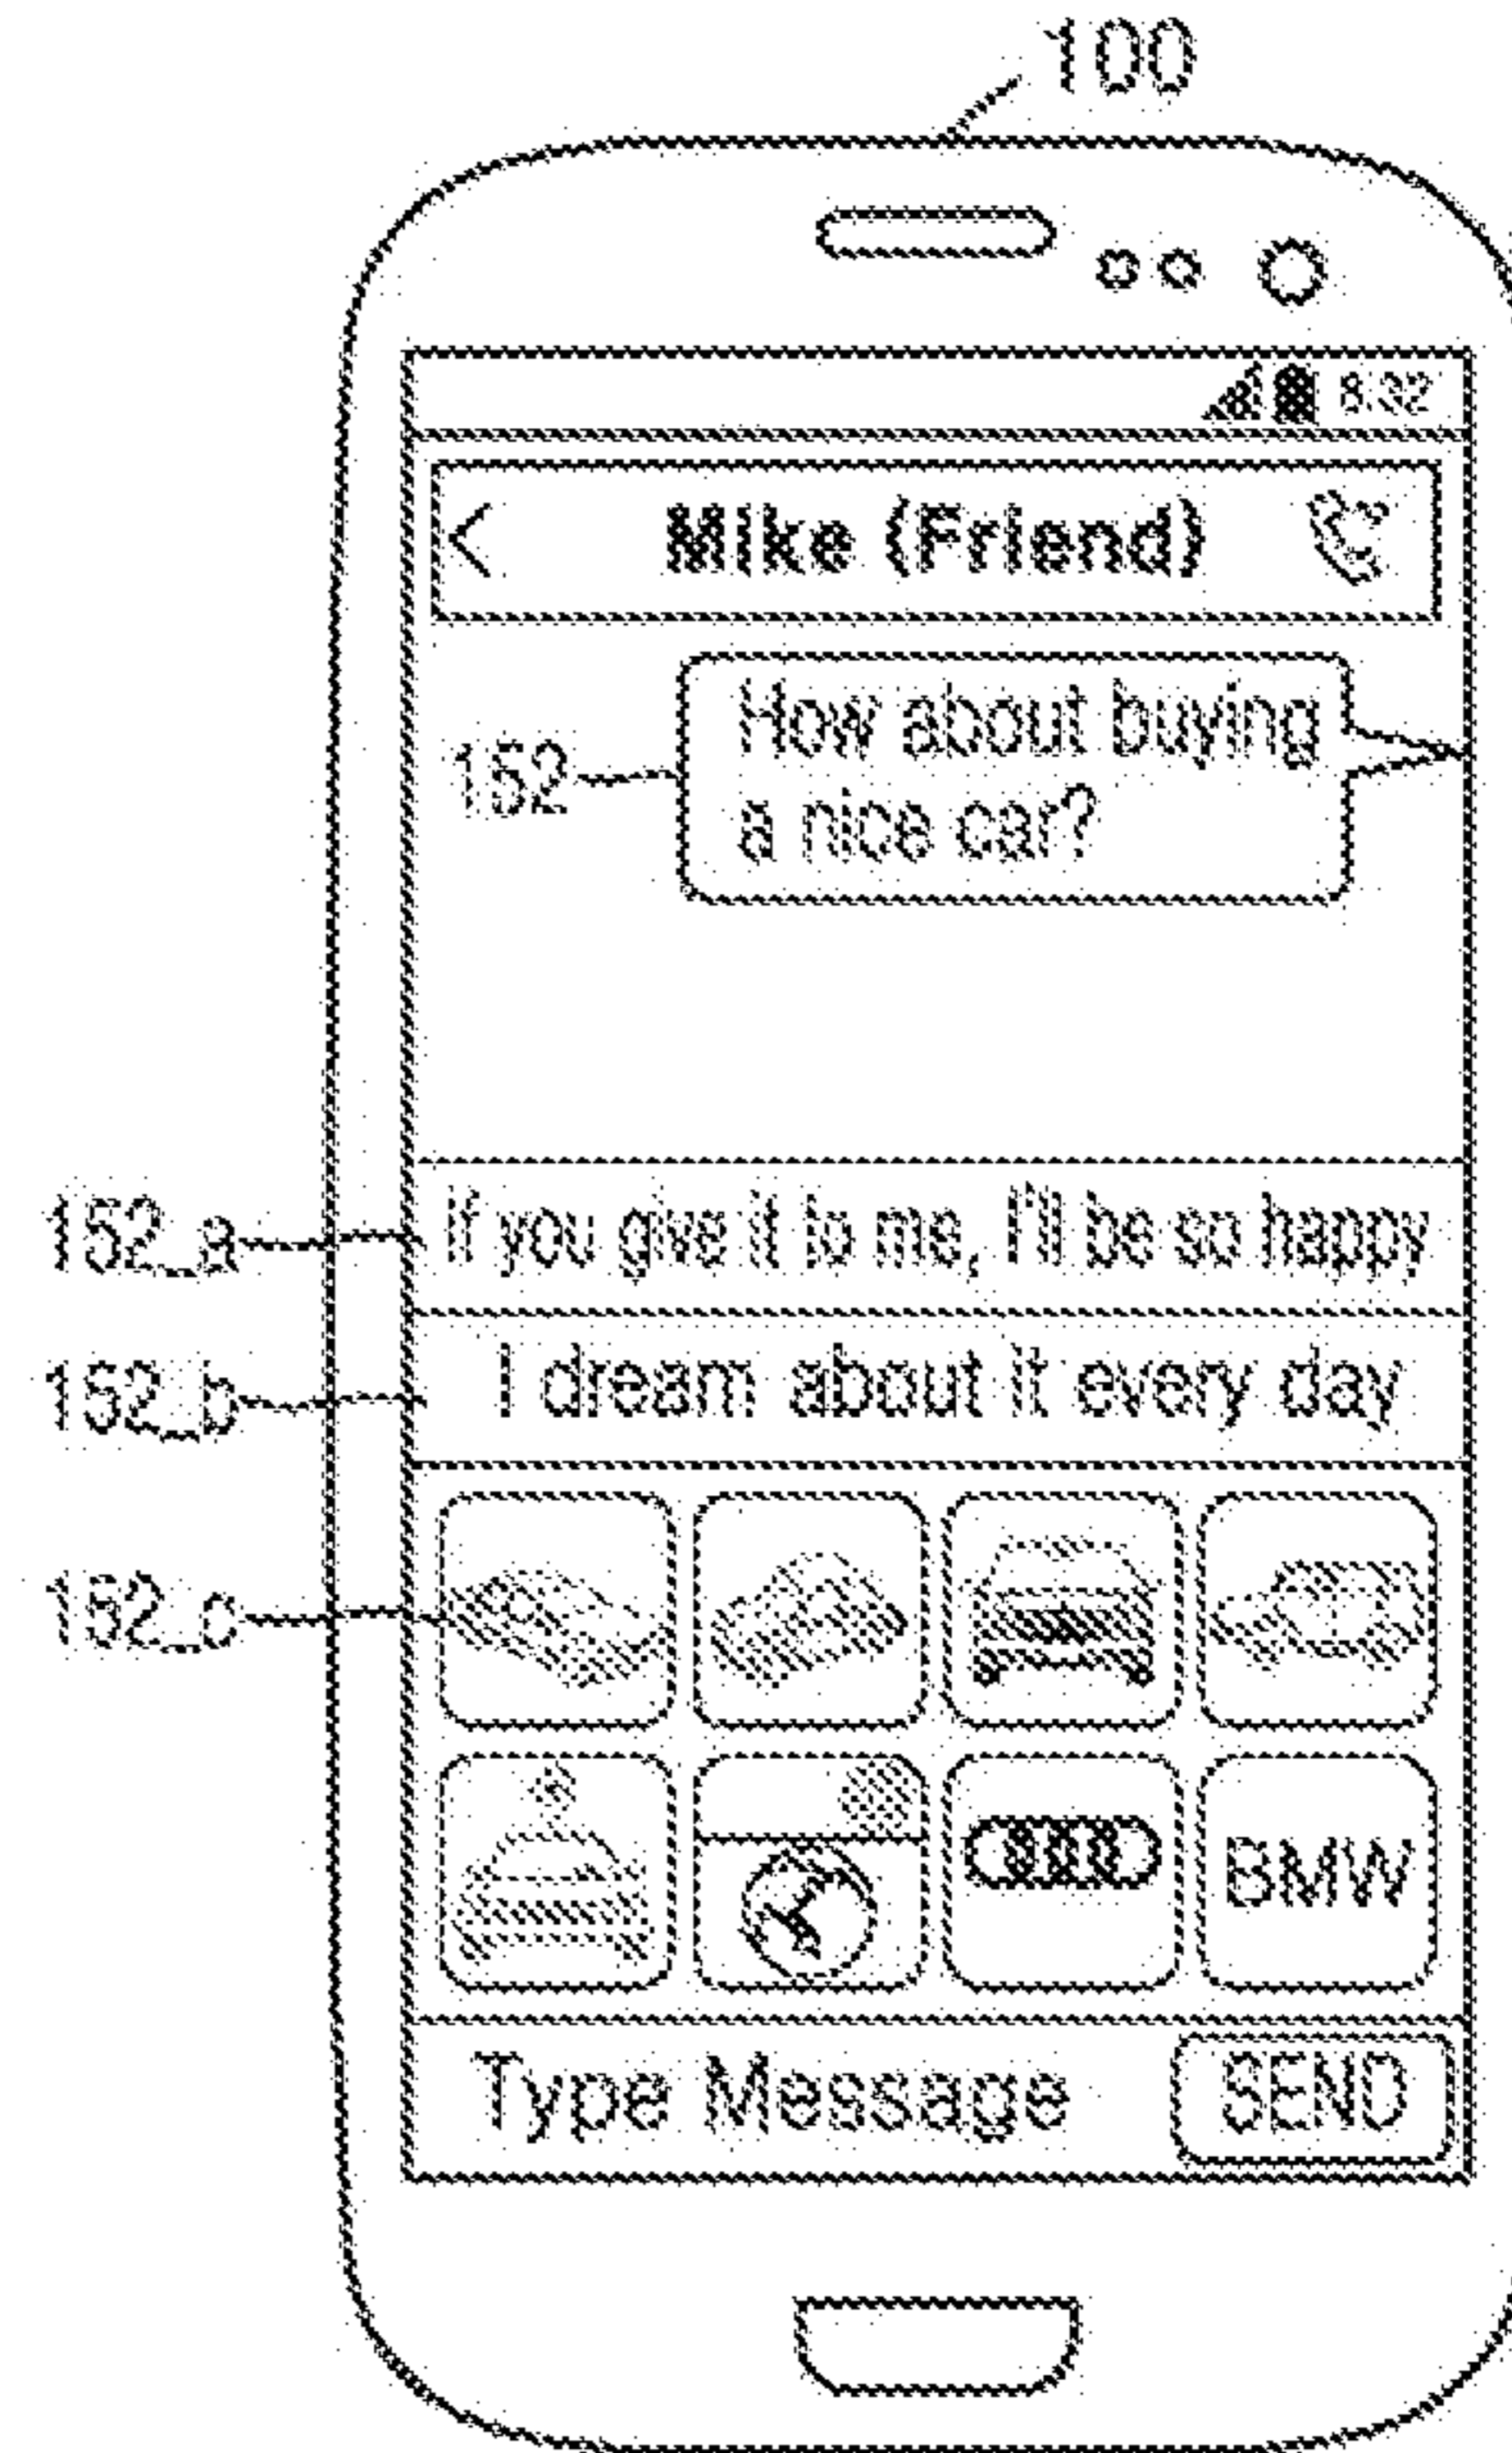 100
8:32
Mike (Friend)
How about buying
152
a nice car?
152_a
If you give it to me, I'll be so happy
152_b
I dream about it every day
152_c
BMW
Type Message
SEND